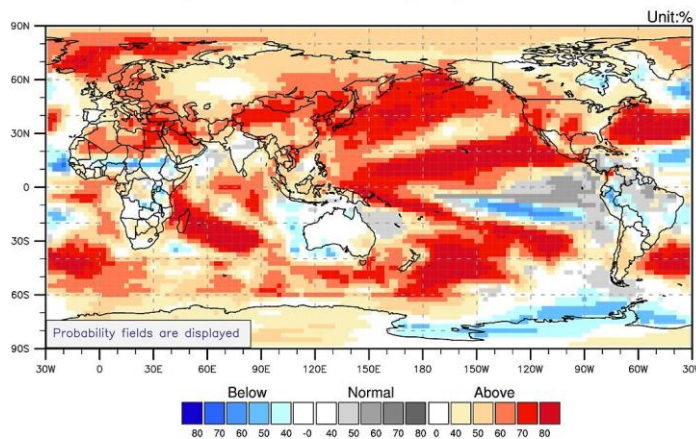 Unit:%
90N
60N
30N
0
30S
60S
90S
Probability fields are displayed
30W 0 30E 60E 90E 120E 150E 180 150W 120W 90W 60W 30W
Below Normal Above
80 70 60 50 40 -0 40 50 60 70 80 0 40 50 60 70 80